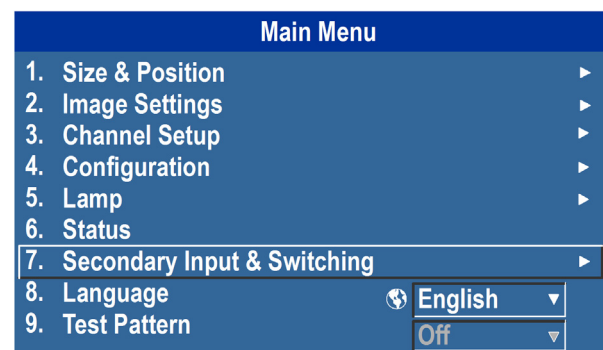 Main Menu
1. Size & Position
2. Image Settings
3. Channel Setup
4. Configuration
5. Lamp
6. Status
7. Secondary Input & Switching
8. Language English
9. Test Pattern Off